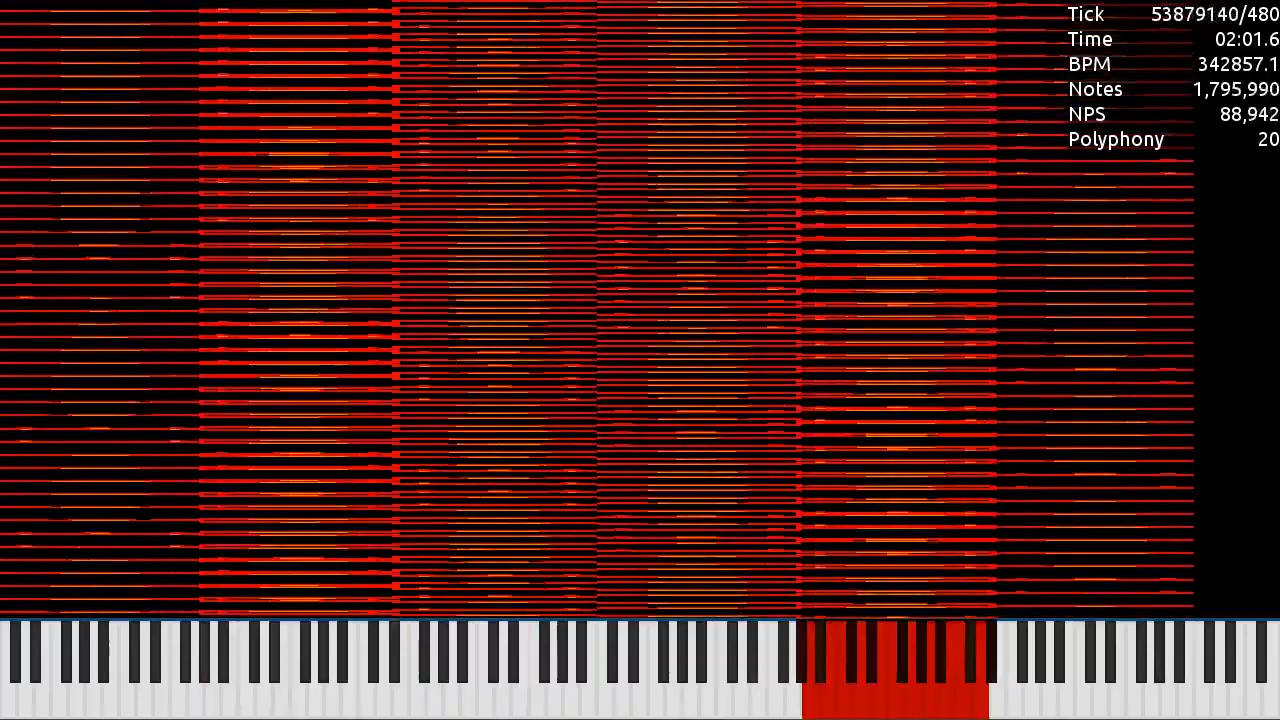 Tick 53879140/480
Time 02:01.6
BPM 342857.1
Notes 1,795,990
NPS 88,942
Polyphony 20